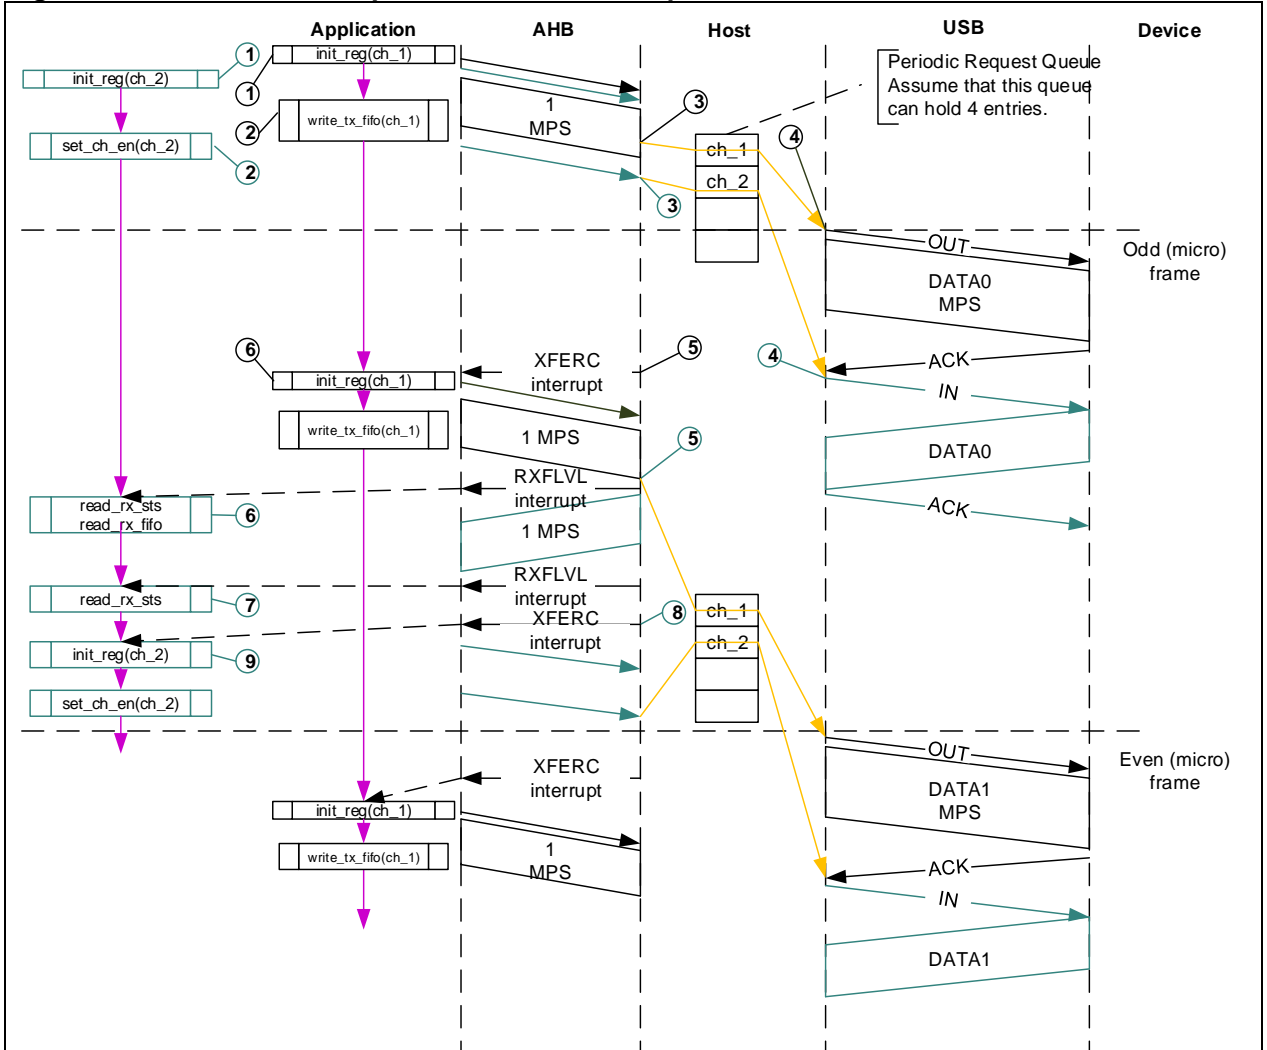 Application
AHB
Host
USB
Device
1
init_reg(ch_1)
init_reg(ch_2)
1
Periodic Request Queue
Assume that this queue
can hold 4 entries.
2
write_tx_fifo(ch_1)
1
MPS
3
4
set_ch_en(ch_2)
2
ch_1
ch_2
3
OUT
Odd (micro)
frame
DATA0
MPS
6
init_reg(ch_1)
XFERC
interrupt
5
4
ACK
IN
write_tx_fifo(ch_1)
1 MPS
5
DATA0
RXFLVL
interrupt
read_rx_sts
read_rx_fifo
6
1 MPS
ACK
RXFLVL
interrupt
read_rx_sts
7
XFERC
interrupt
8
ch_1
ch_2
init_reg(ch_2)
9
set_ch_en(ch_2)
OUT
Even (micro)
frame
XFERC
interrupt
DATA1
MPS
init_reg(ch_1)
write_tx_fifo(ch_1)
1
MPS
ACK
IN
DATA1